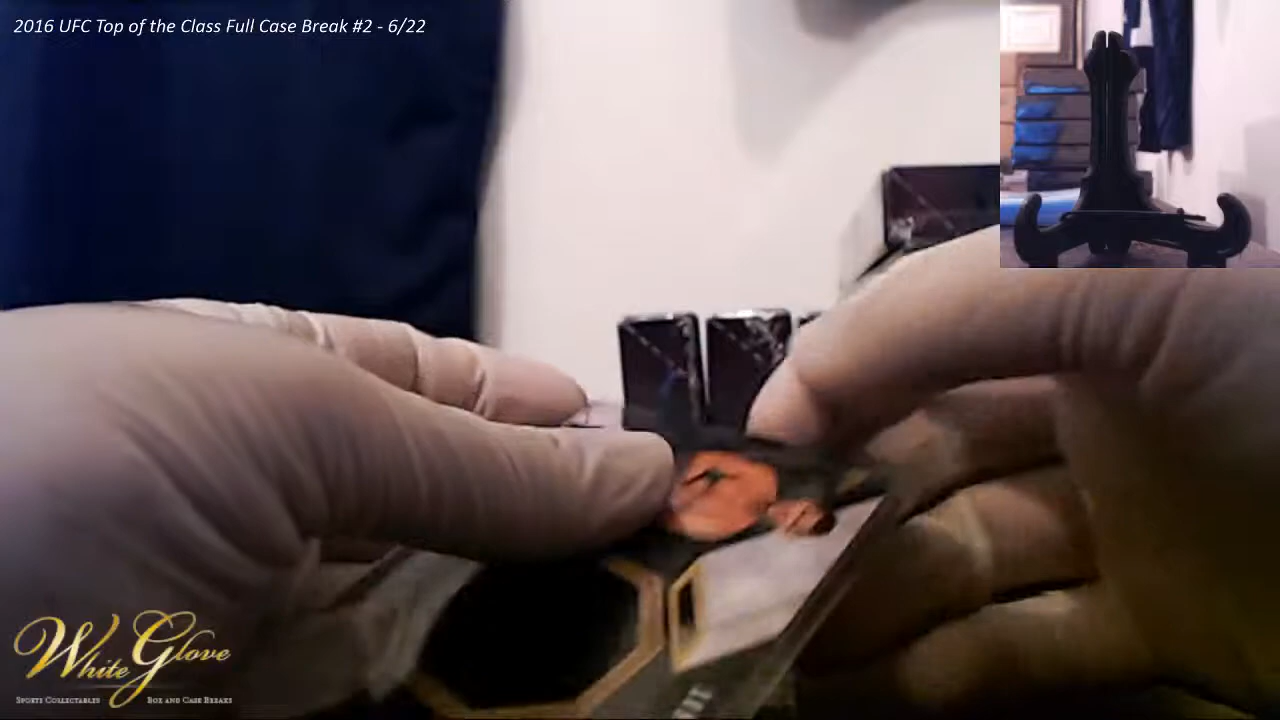 2016 UFC Top of the Class Full Case Break #2 - 6/22
White Glove
Sports Collectables Box and Case Breaks